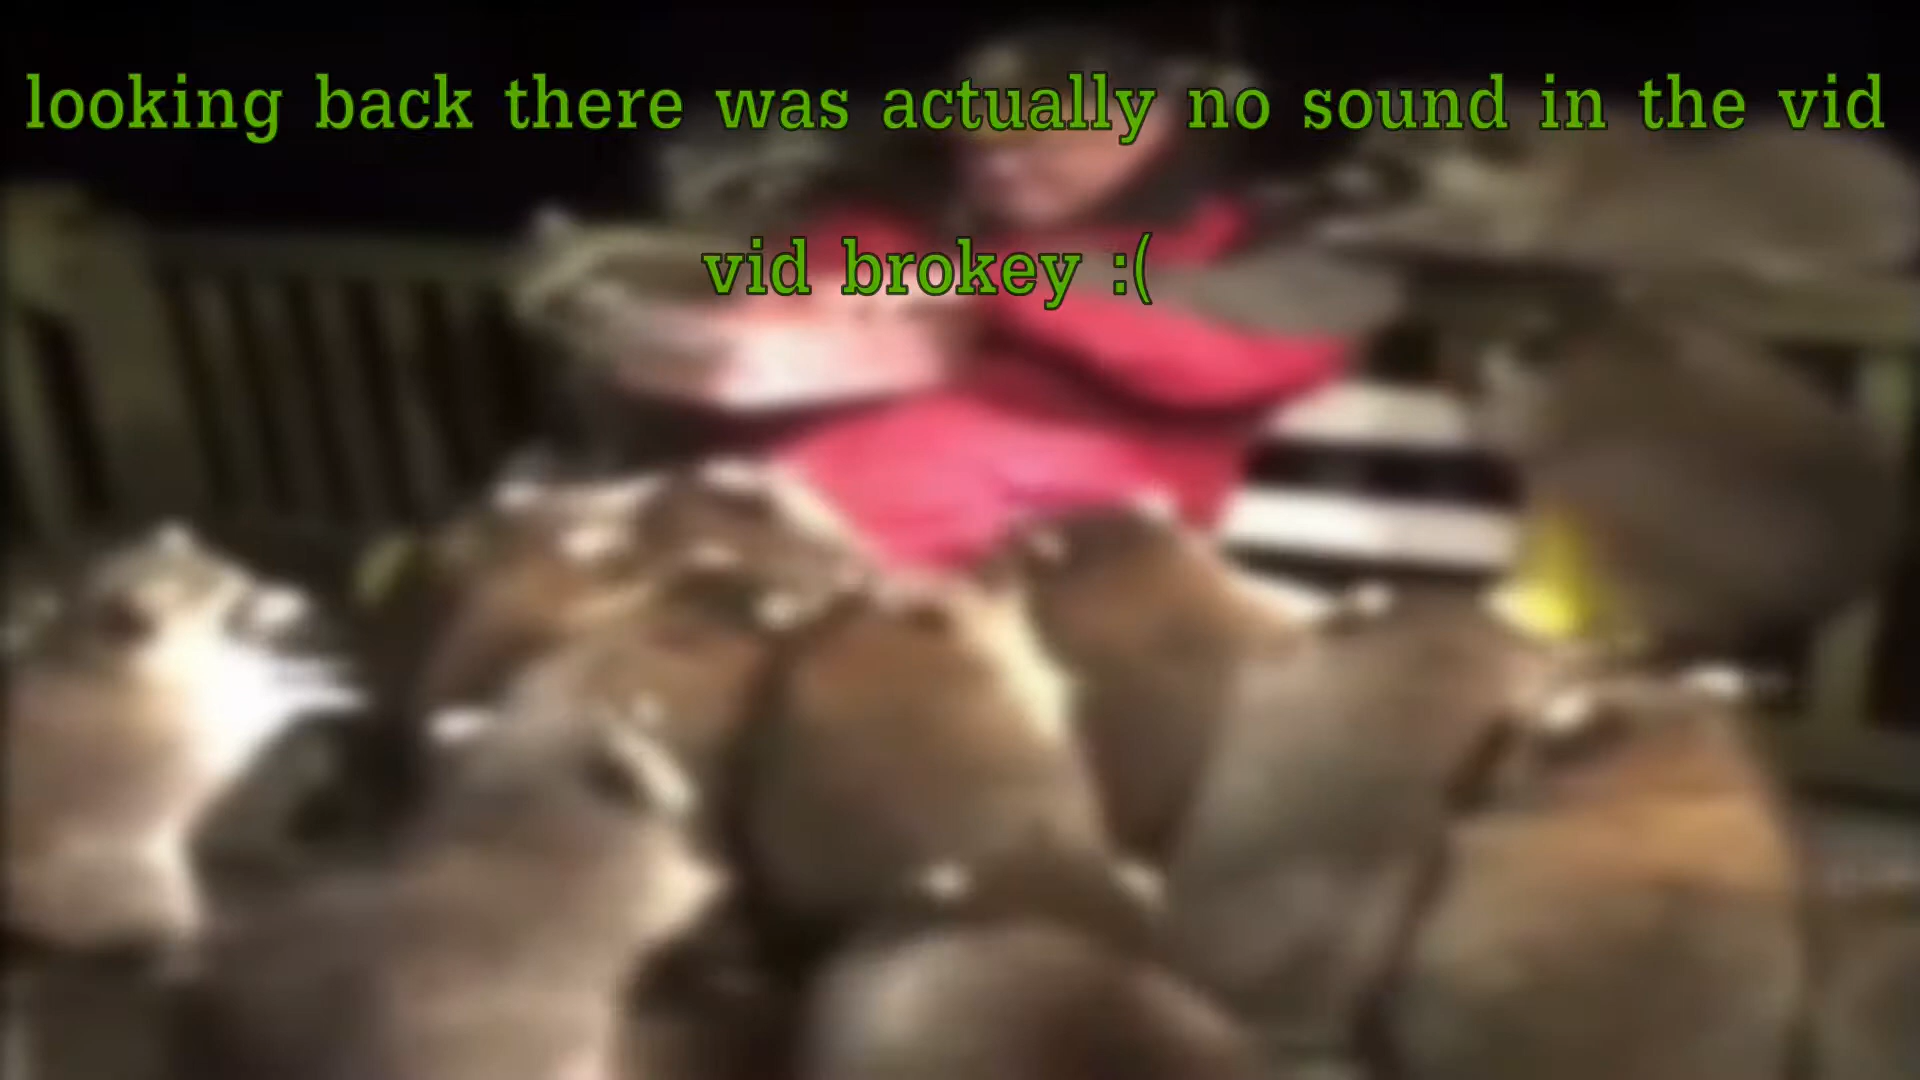 looking back there was actually no sound in the vid
vid brokey :(